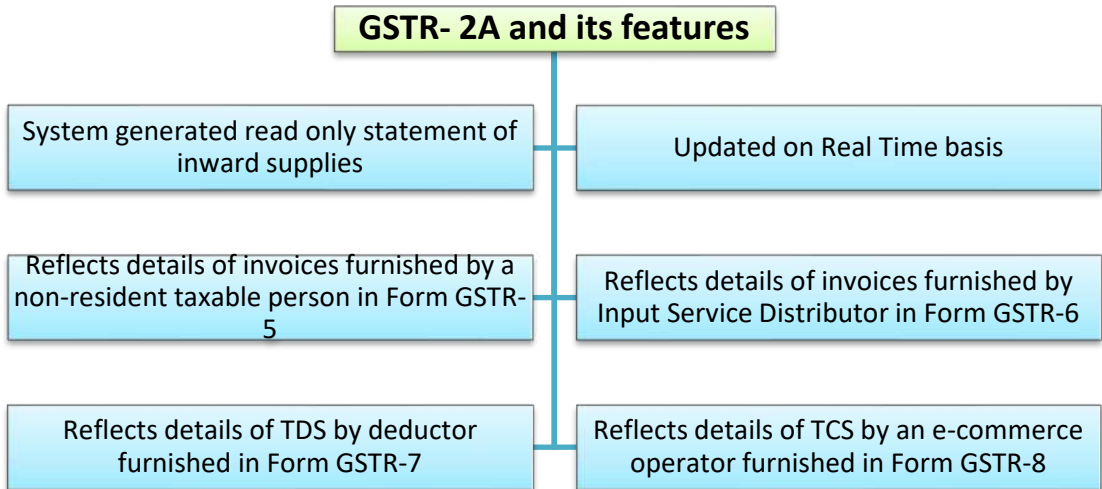 GSTR- 2A and its features
System generated read only statement of
inward supplies
Updated on Real Time basis
Reflects details of invoices furnished by a
non-resident taxable person in Form GSTR-
5
Reflects details of invoices furnished by
Input Service Distributor in Form GSTR-6
Reflects details of TDS by deductor
furnished in Form GSTR-7
Reflects details of TCS by an e-commerce
operator furnished in Form GSTR-8